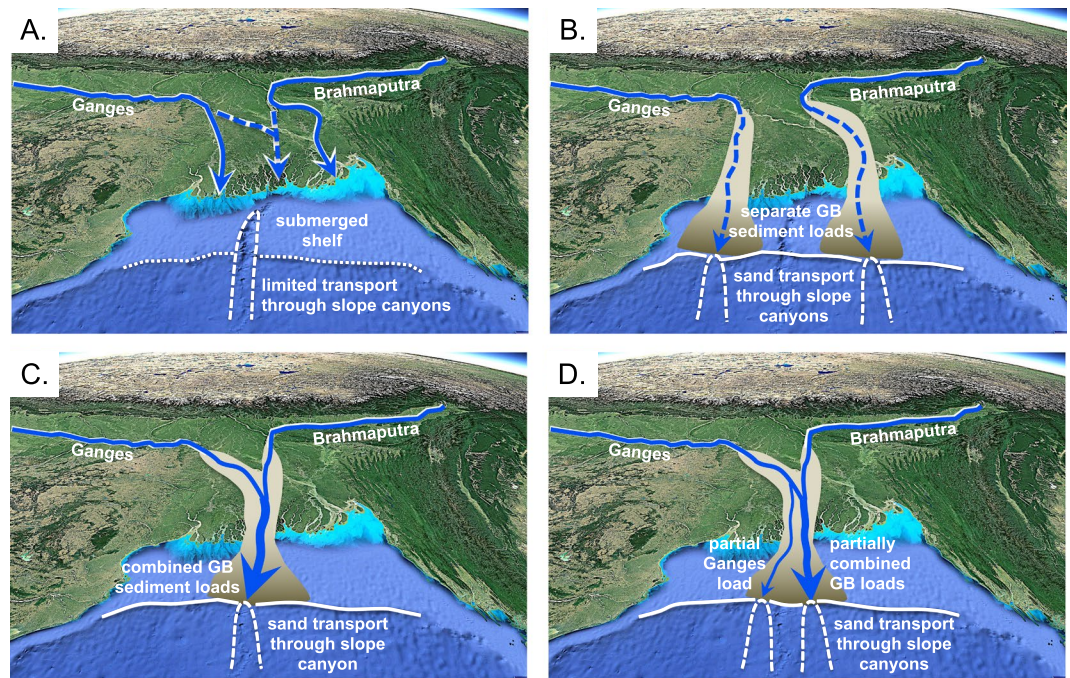 A.
Ganges
Brahmaputra
submerged
shelf
limited transport
through slope canyons
B.
Ganges
Brahmaputra
separate GB
sediment loads
sand transport
through slope
canyons
C.
Ganges
Brahmaputra
combined GB
sediment loads
sand transport
through slope
canyon
D.
Ganges
Brahmaputra
partial
Ganges
load
partially
combined
GB loads
sand transport
through slope
canyons